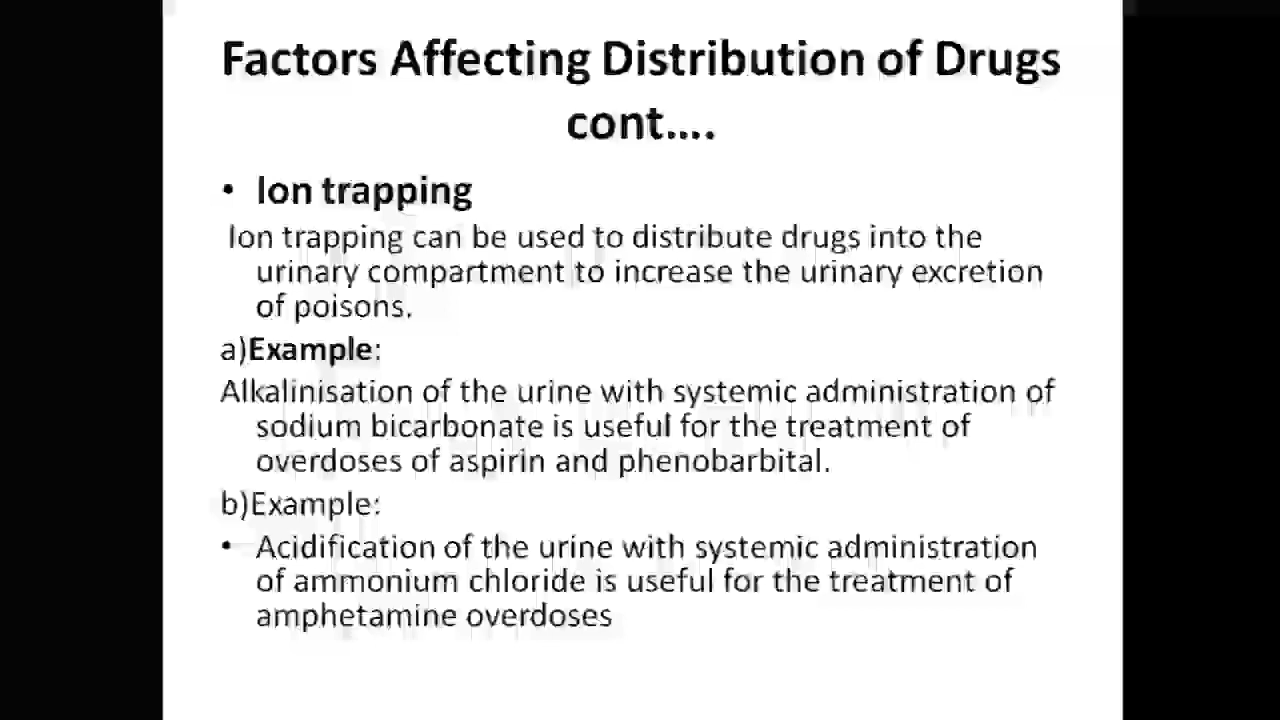 Factors Affecting Distribution of Drugs
cont....
• Ion trapping
Ion trapping can be used to distribute drugs into the
urinary compartment to increase the urinary excretion
of poisons.
a)Example:
Alkalinisation of the urine with systemic administration of
sodium bicarbonate is useful for the treatment of
overdoses of aspirin and phenobarbital.
b)Example:
• Acidification of the urine with systemic administration
of ammonium chloride is useful for the treatment of
amphetamine overdoses